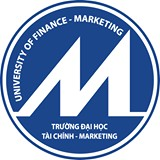 UNIVERSITY OF FINANCE - MARKETING
TRƯỜNG ĐẠI HỌC
TÀI CHÍNH - MARKETING